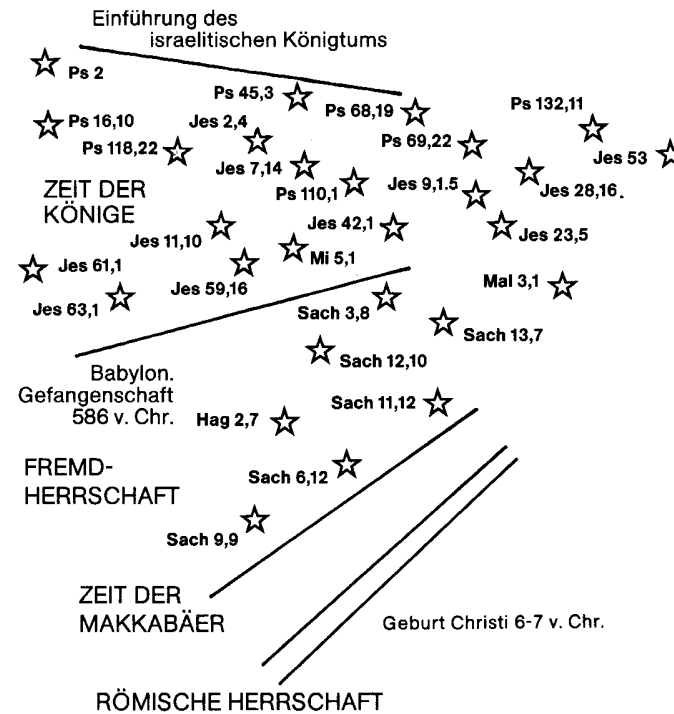 Einführung des
israelitischen Königtums
Ps 2
Ps 45,3
Ps 68,19
Ps 132,11
Ps 16,10
Jes 2,4
Ps 118,22
Ps 69,22
Jes 53
Jes 7,14
ZEIT DER
KÖNIGE
Ps 110,1
Jes 9,1.5
Jes 28,16.
Jes 11,10
Jes 42,1
Jes 23,5
Mi 5,1
Jes 61,1
Jes 59,16
Mal 3,1
Jes 63,1
Sach 3,8
Sach 13,7
Sach 12,10
Babylon.
Gefangenschaft
586 v. Chr.
Sach 11,12
Hag 2,7
FREMD-
HERRSCHAFT
Sach 6,12
Sach 9,9
ZEIT DER
MAKKABÄER
Geburt Christi 6-7 v. Chr.
RÖMISCHE HERRSCHAFT